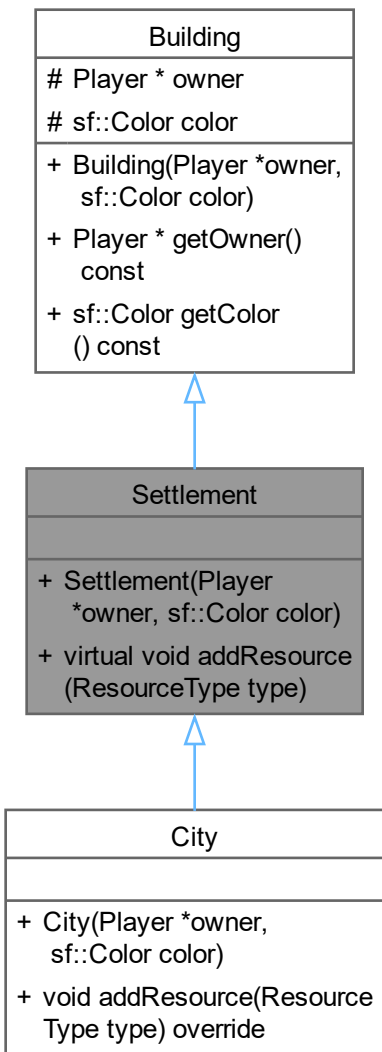 Building
# Player * owner
# sf::Color color
+ Building(Player *owner,
sf::Color color)
+ Player * getOwner()
const
+ sf::Color getColor
() const
Settlement
+ Settlement(Player
*owner, sf::Color color)
+ virtual void addResource
(ResourceType type)
City
+ City(Player *owner,
sf::Color color)
+ void addResource(Resource
Type type) override